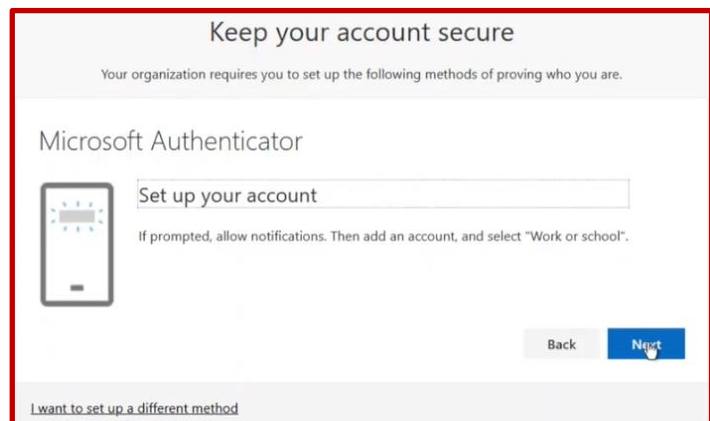 Keep your account secure
Your organization requires you to set up the following methods of proving who you are.
Microsoft Authenticator
Set up your account
If prompted, allow notifications. Then add an account, and select "Work or school".
Back Next
I want to set up a different method